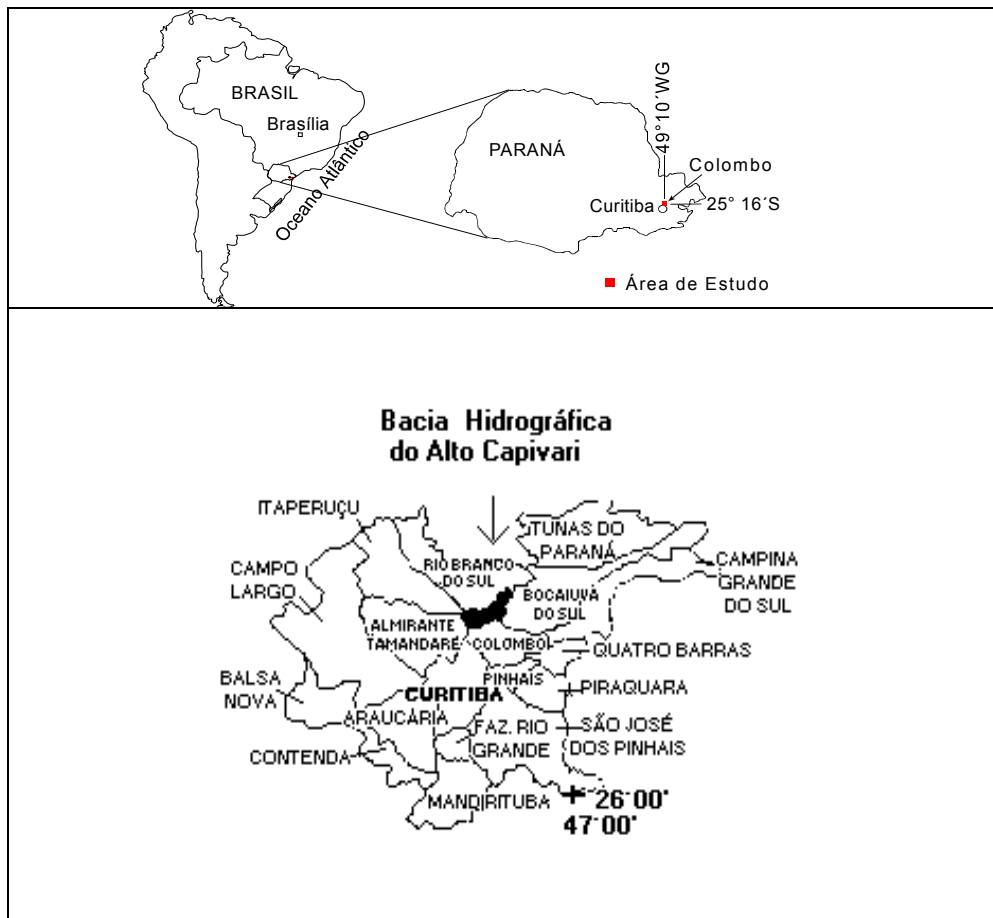 BRASIL
Brasília
Oceano Atlântico
PARANÁ
49°10´WG
Colombo
Curitiba
25° 16´S
Área de Estudo
Bacia Hidrográfica
do Alto Capivari
ITAPERUÇU
TUNAS DO
PARANÁ
CAMPO
LARGO
RIO BRANCO
DO SUL
CAMPINA
GRANDE
DO SUL
BOCAIUVA
DO SUL
ALMIRANTE
TAMANDARÉ
COLOMBO
QUATRO BARRAS
BALSA
NOVA
PINHAIS
PIRAQUARA
CURITIBA
ARAUCÁRIA
FAZ. RIO
GRANDE
SÃO JOSÉ
DOS PINHAIS
CONTENDA
MANDIRITUBA
26°00'
47°00'